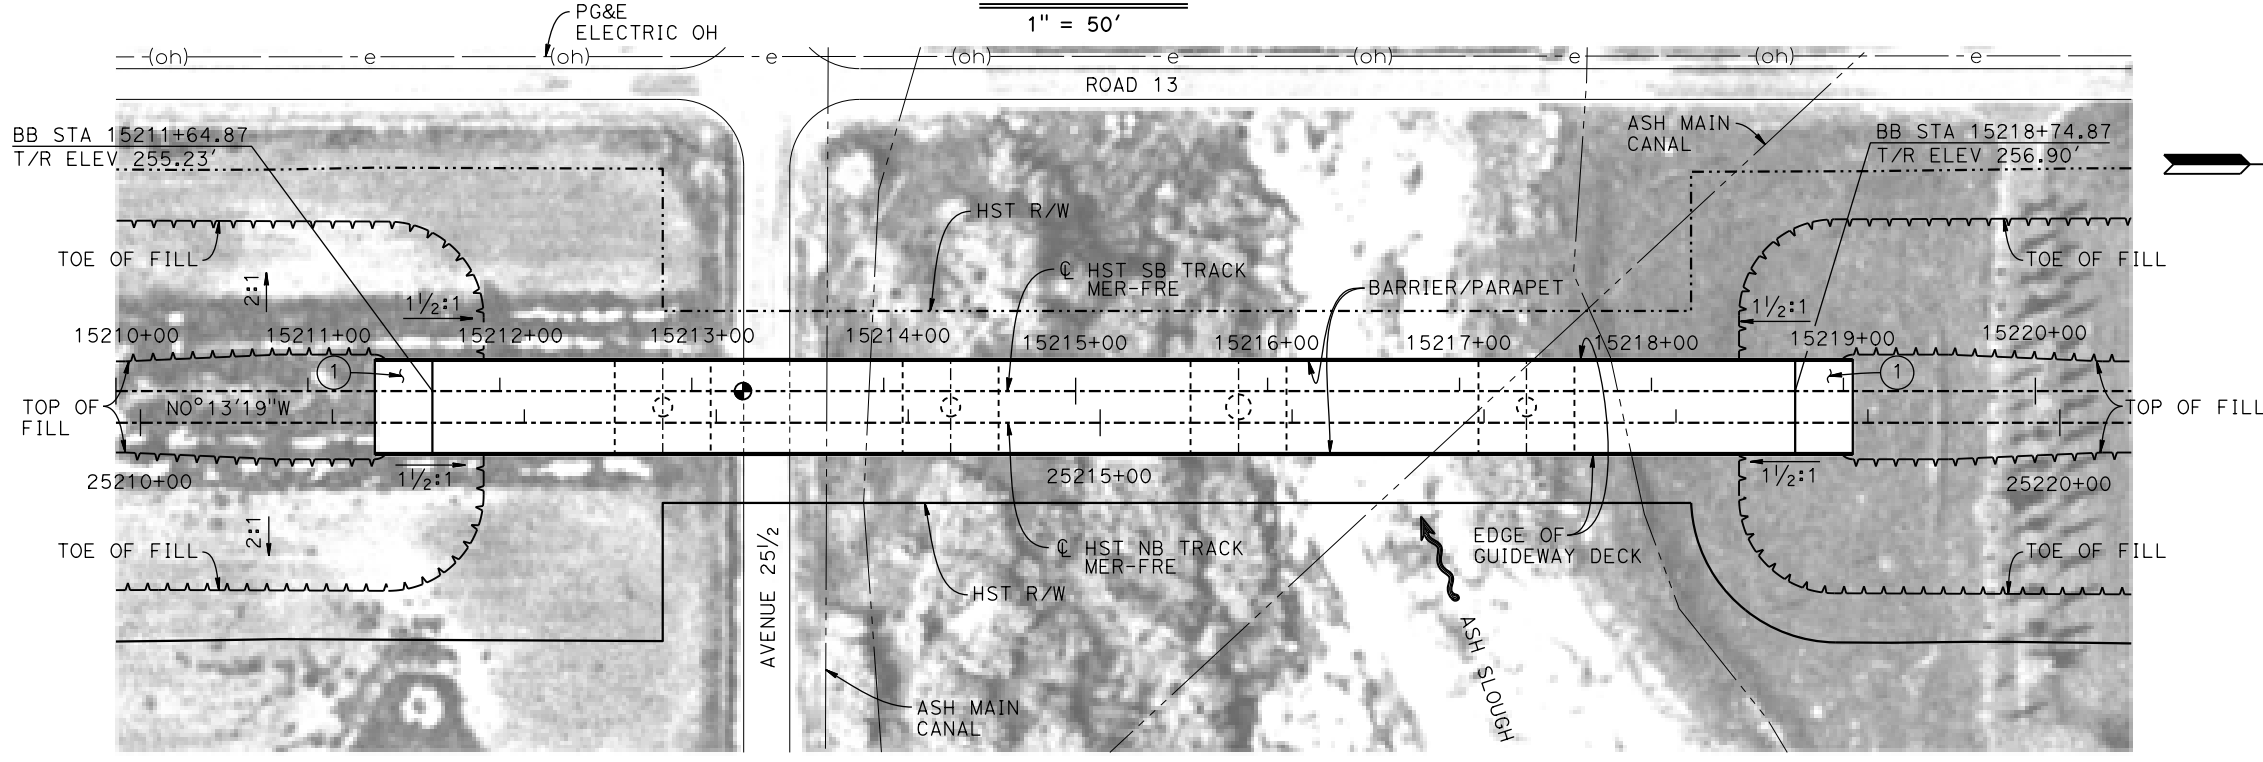 1" = 50'
PG&E
ELECTRIC OH
(oh) e (oh) e (oh) e (oh) e (oh) e
ROAD 13
BB STA 15211+64.87
T/R ELEV 255.23'
ASH MAIN
CANAL
BB STA 15218+74.87
T/R ELEV 256.90'
HST R/W
TOE OF FILL
2:1
1½:1
℄ HST SB TRACK
MER-FRE
BARRIER/PARAPET
TOE OF FILL
1½:1
15210+00 15211+00 15212+00 15213+00 15214+00 15215+00 15216+00 15217+00 15218+00 15219+00 15220+00
1
1
TOP OF
FILL
N0°13'19"W
TOP OF FILL
25210+00
1½:1
25215+00
1½:1
25220+00
2:1
TOE OF FILL
AVENUE 25½
℄ HST NB TRACK
MER-FRE
HST R/W
EDGE OF
GUIDEWAY DECK
TOE OF FILL
ASH SLOUGH
ASH MAIN
CANAL